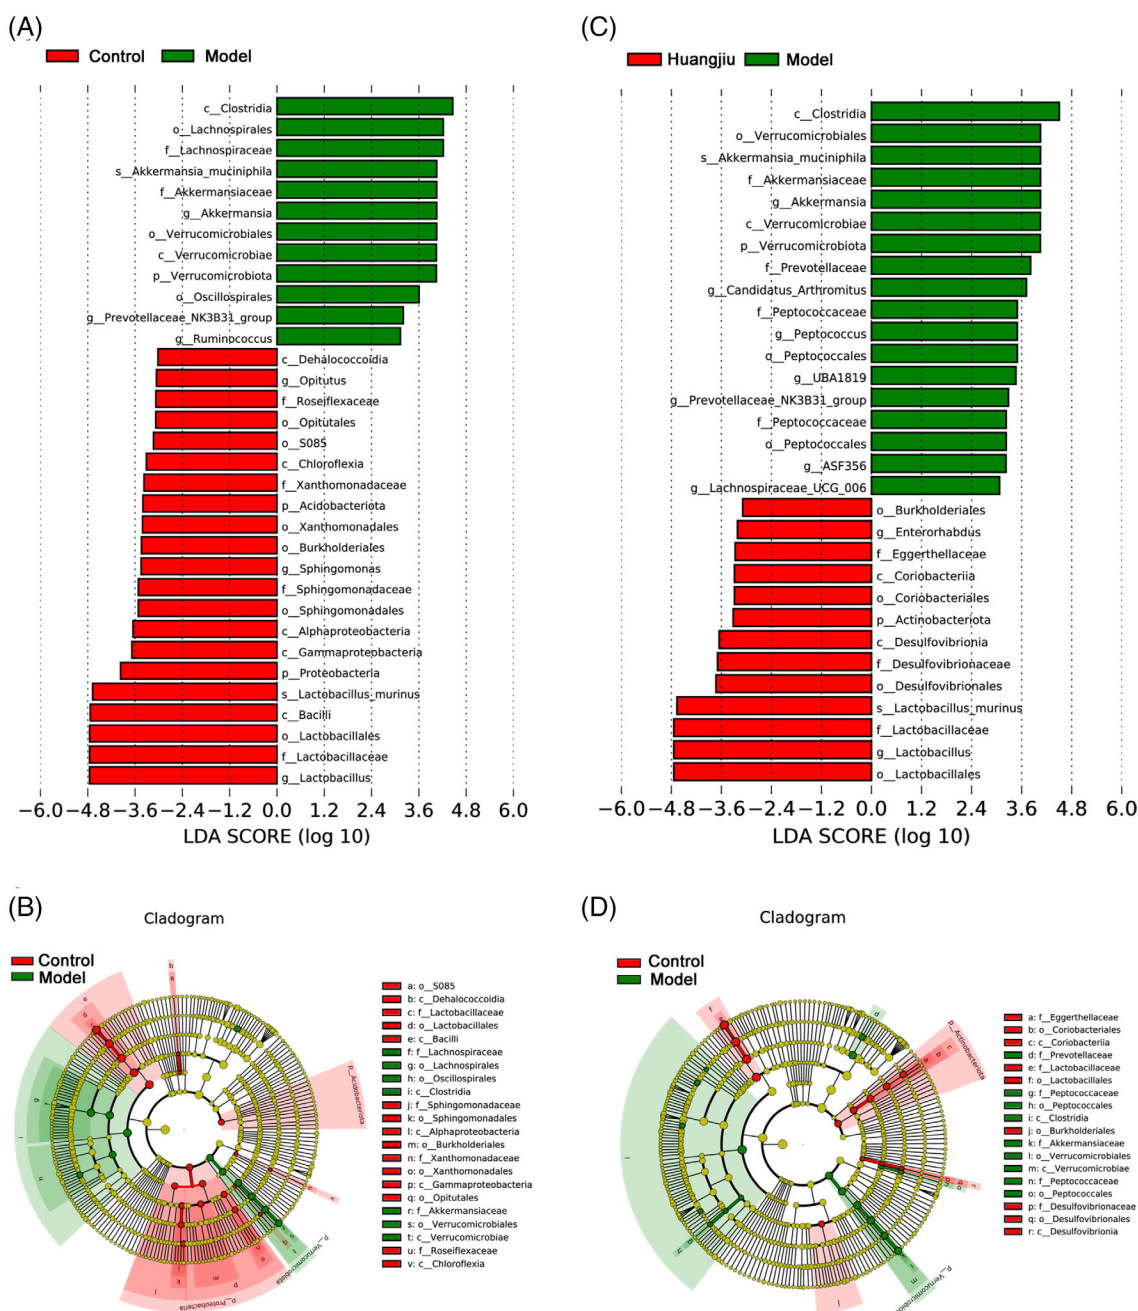 (A)
Control Model
c__Clostridia
o__Lachnospirales
f__Lachnospiraceae
s__Akkermansia_muciniphila
f__Akkermansiaceae
g__Akkermansia
o__Verrucomicrobiales
c__Verrucomicrobiae
p__Verrucomicrobiota
o__Oscillospirales
g__Prevotellaceae_NK3B31_group
g__Ruminococcus
c__Dehalococcoidia
g__Opitutus
f__Roseiflexaceae
o__Opitutales
o__S085
c__Chloroflexia
f__Xanthomonadaceae
p__Acidobacteriota
o__Xanthomonadales
o__Burkholderiales
g__Sphingomonas
f__Sphingomonadaceae
o__Sphingomonadales
c__Alphaproteobacteria
c__Gammaproteobacteria
p__Proteobacteria
s__Lactobacillus_murinus
c__Bacilli
o__Lactobacillales
f__Lactobacillaceae
g__Lactobacillus
−6.0 −4.8 −3.6 −2.4 −1.2 0.0 1.2 2.4 3.6 4.8 6.0
LDA SCORE (log 10)
(C)
Huangjiu Model
c__Clostridia
o__Verrucomicrobiales
s__Akkermansia_muciniphila
f__Akkermansiaceae
g__Akkermansia
c__Verrucomicrobiae
p__Verrucomicrobiota
f__Prevotellaceae
g__Candidatus_Arthromitus
f__Peptococcaceae
g__Peptococcus
o__Peptococcales
g__UBA1819
g__Prevotellaceae_NK3B31_group
f__Peptococcaceae
o__Peptococcales
g__ASF356
g__Lachnospiraceae_UCG_006
o__Burkholderiales
g__Enterorhabdus
f__Eggerthellaceae
c__Coriobacteriia
o__Coriobacteriales
p__Actinobacteriota
c__Desulfovibrionia
f__Desulfovibrionaceae
o__Desulfovibrionales
s__Lactobacillus_murinus
f__Lactobacillaceae
g__Lactobacillus
o__Lactobacillales
−6.0 −4.8 −3.6 −2.4 −1.2 0.0 1.2 2.4 3.6 4.8 6.0
LDA SCORE (log 10)
(B)
Cladogram
Control
Model
b
a
e
p__Acidobacteriota
p__Verrucomicrobiota
p__Proteobacteria
a: o__S085
b: c__Dehalococcoidia
c: f__Lactobacillaceae
d: o__Lactobacillales
e: c__Bacilli
f: f__Lachnospiraceae
g: o__Lachnospirales
h: o__Oscillospirales
i: c__Clostridia
j: f__Sphingomonadaceae
k: o__Sphingomonadales
l: c__Alphaproteobacteria
m: o__Burkholderiales
n: f__Xanthomonadaceae
o: o__Xanthomonadales
p: c__Gammaproteobacteria
q: o__Opitutales
r: f__Akkermansiaceae
s: o__Verrucomicrobiales
t: c__Verrucomicrobiae
u: f__Roseiflexaceae
v: c__Chloroflexia
(D)
Cladogram
Control
Model
p__Actinobacteriota
a: f__Eggerthellaceae
b: o__Coriobacteriales
c: c__Coriobacteriia
d: f__Prevotellaceae
e: f__Lactobacillaceae
f: o__Lactobacillales
g: f__Peptococcaceae
h: o__Peptococcales
i: c__Clostridia
j: o__Burkholderiales
k: f__Akkermansiaceae
l: o__Verrucomicrobiales
m: c__Verrucomicrobiae
n: f__Peptococcaceae
o: o__Peptococcales
p: f__Desulfovibrionaceae
q: o__Desulfovibrionales
r: c__Desulfovibrionia